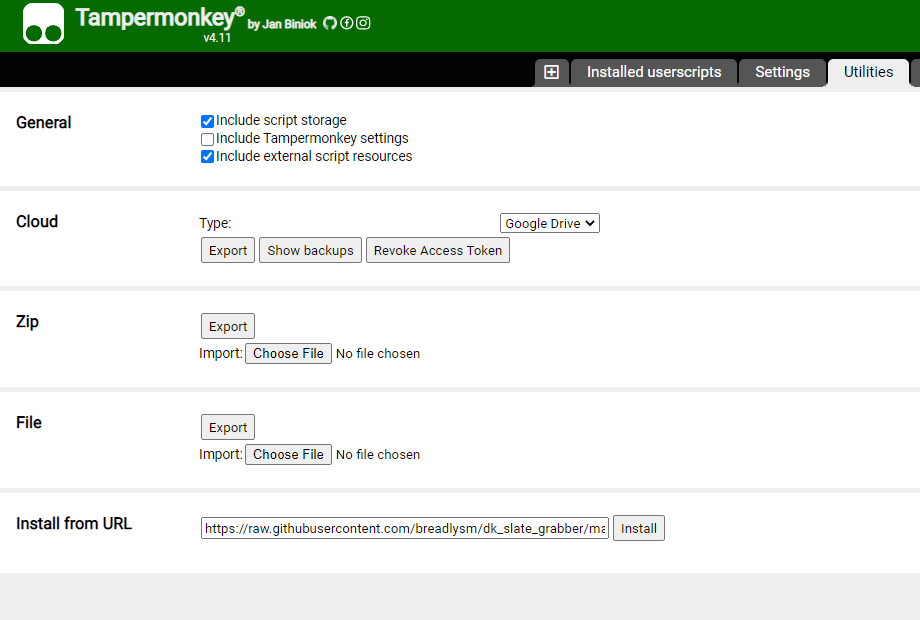 Tampermonkey® by Jan Biniok
v4.11
Installed userscripts Settings Utilities
General
Include script storage
Include Tampermonkey settings
Include external script resources
Cloud
Type: Google Drive
Export Show backups Revoke Access Token
Zip
Export
Import: Choose File No file chosen
File
Export
Import: Choose File No file chosen
Install from URL
https://raw.githubusercontent.com/breadlysm/dk_slate_grabber/ma Install